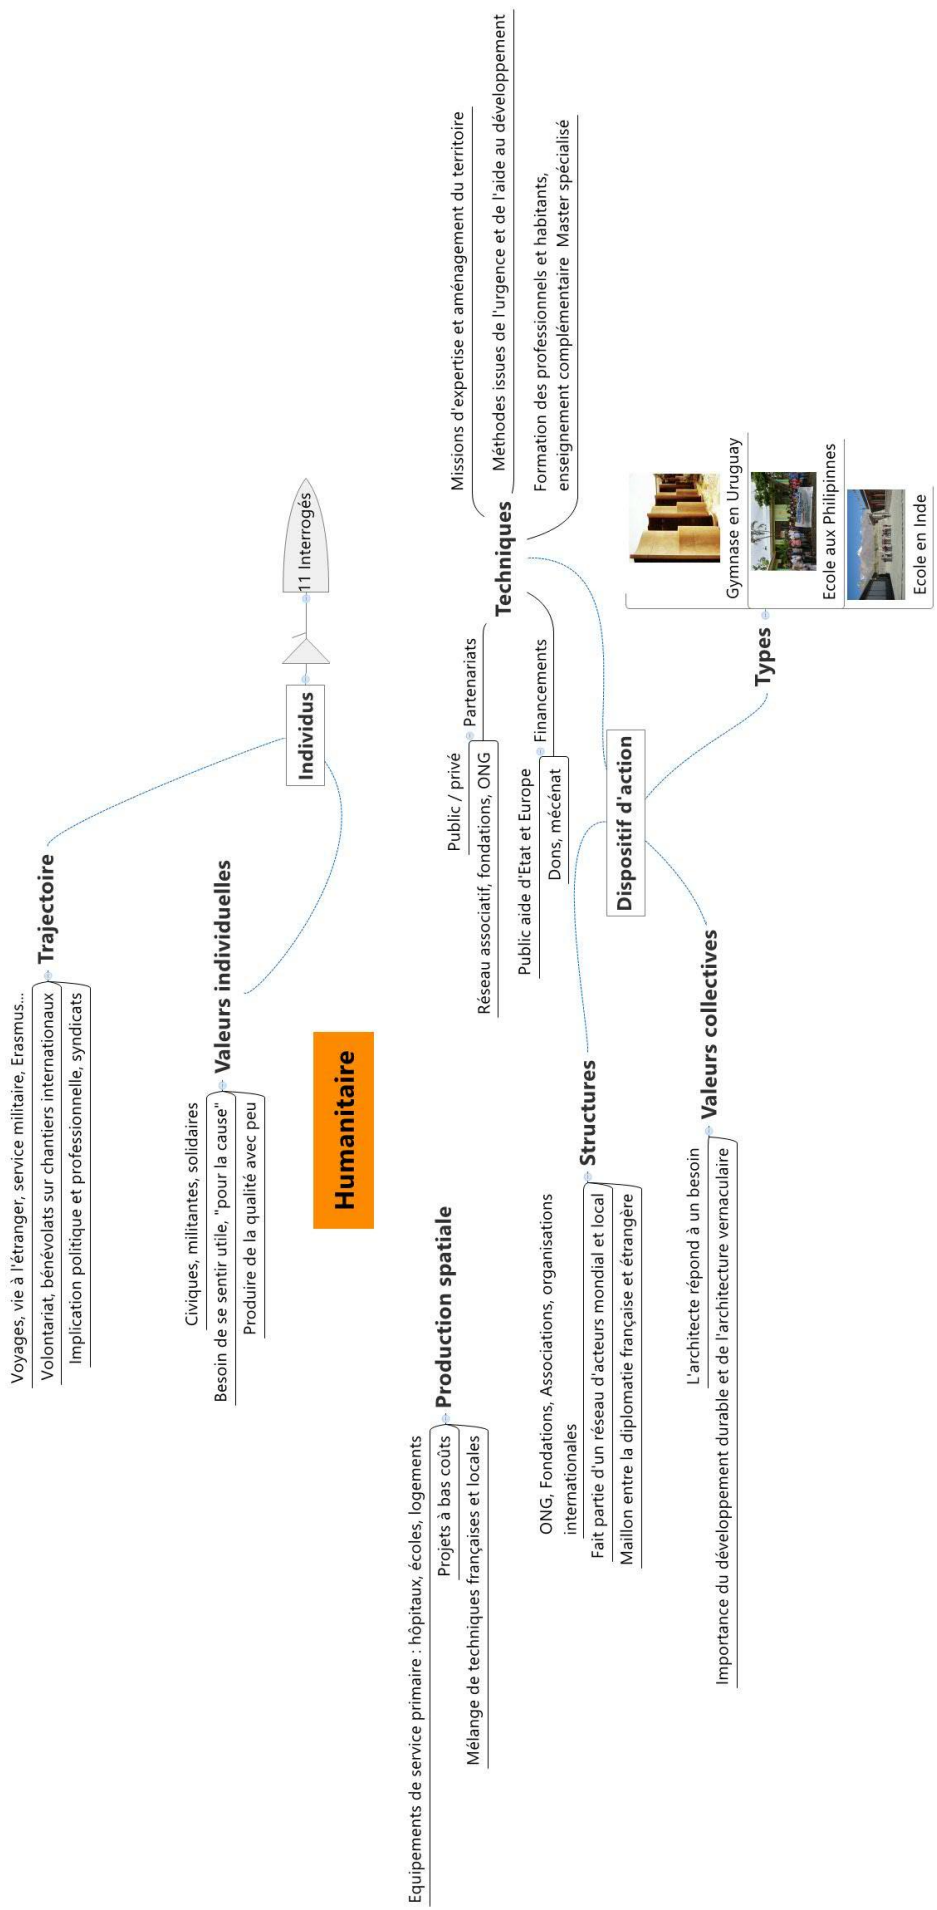 Voyages, vie à l'étranger, service militaire, Erasmus...
Volontariat, bénévolats sur chantiers internationaux
Implication politique et professionnelle, syndicats
Trajectoire
Civiques, militantes, solidaires
Besoin de se sentir utile, "pour la cause"
Produire de la qualité avec peu
Valeurs individuelles
Individus
11 Interrogés
Humanitaire
Equipements de service primaire : hôpitaux, écoles, logements
Projets à bas coûts
Mélange de techniques françaises et locales
Production spatiale
Missions d'expertise et aménagement du territoire
Méthodes issues de l'urgence et de l'aide au développement
Formation des professionnels et habitants,
enseignement complémentaire Master spécialisé
Techniques
Partenariats
Public / privé
Réseau associatif, fondations, ONG
Financements
Public aide d'Etat et Europe
Dons, mécénat
Dispositif d'action
ONG, Fondations, Associations, organisations
internationales
Fait partie d'un réseau d'acteurs mondial et local
Maillon entre la diplomatie française et étrangère
Structures
L'architecte répond à un besoin
Importance du développement durable et de l'architecture vernaculaire
Valeurs collectives
Types
Gymnase en Uruguay
Ecole aux Philipinnes
Ecole en Inde